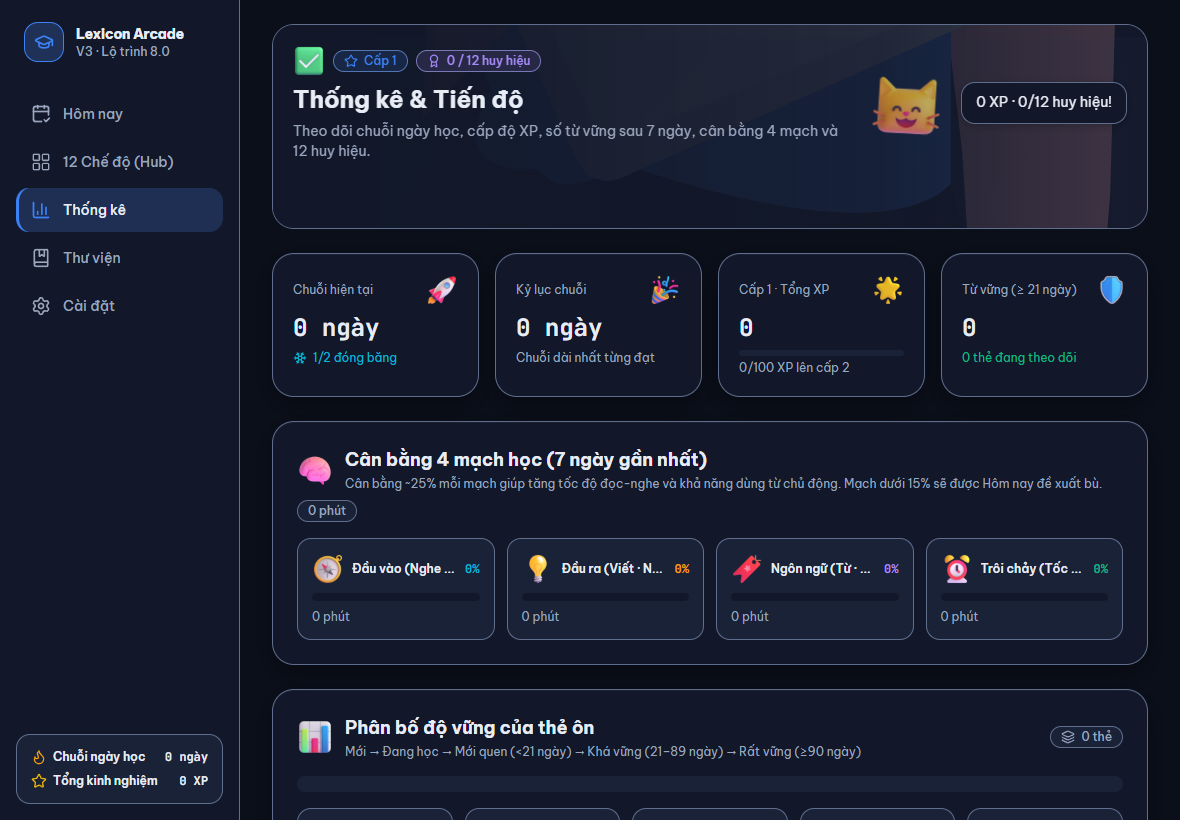 Lexicon Arcade
V3 · Lộ trình 8.0
Hôm nay
12 Chế độ (Hub)
Thống kê
Thư viện
Cài đặt
Chuỗi ngày học 0 ngày
Tổng kinh nghiệm 0 XP
Cấp 1
0 / 12 huy hiệu
Thống kê & Tiến độ
Theo dõi chuỗi ngày học, cấp độ XP, số từ vững sau 7 ngày, cân bằng 4 mạch và
12 huy hiệu.
0 XP · 0/12 huy hiệu!
Chuỗi hiện tại
0 ngày
1/2 đóng băng
Kỷ lục chuỗi
0 ngày
Chuỗi dài nhất từng đạt
Cấp 1 · Tổng XP
0
0/100 XP lên cấp 2
Từ vững (≥ 21 ngày)
0
0 thẻ đang theo dõi
Cân bằng 4 mạch học (7 ngày gần nhất)
Cân bằng ~25% mỗi mạch giúp tăng tốc độ đọc-nghe và khả năng dùng từ chủ động. Mạch dưới 15% sẽ được Hôm nay đề xuất bù.
0 phút
Đầu vào (Nghe ... 0%
0 phút
Đầu ra (Viết · N... 0%
0 phút
Ngôn ngữ (Từ · ... 0%
0 phút
Trôi chảy (Tốc ... 0%
0 phút
Phân bố độ vững của thẻ ôn
Mới → Đang học → Mới quen (<21 ngày) → Khá vững (21–89 ngày) → Rất vững (≥90 ngày)
0 thẻ